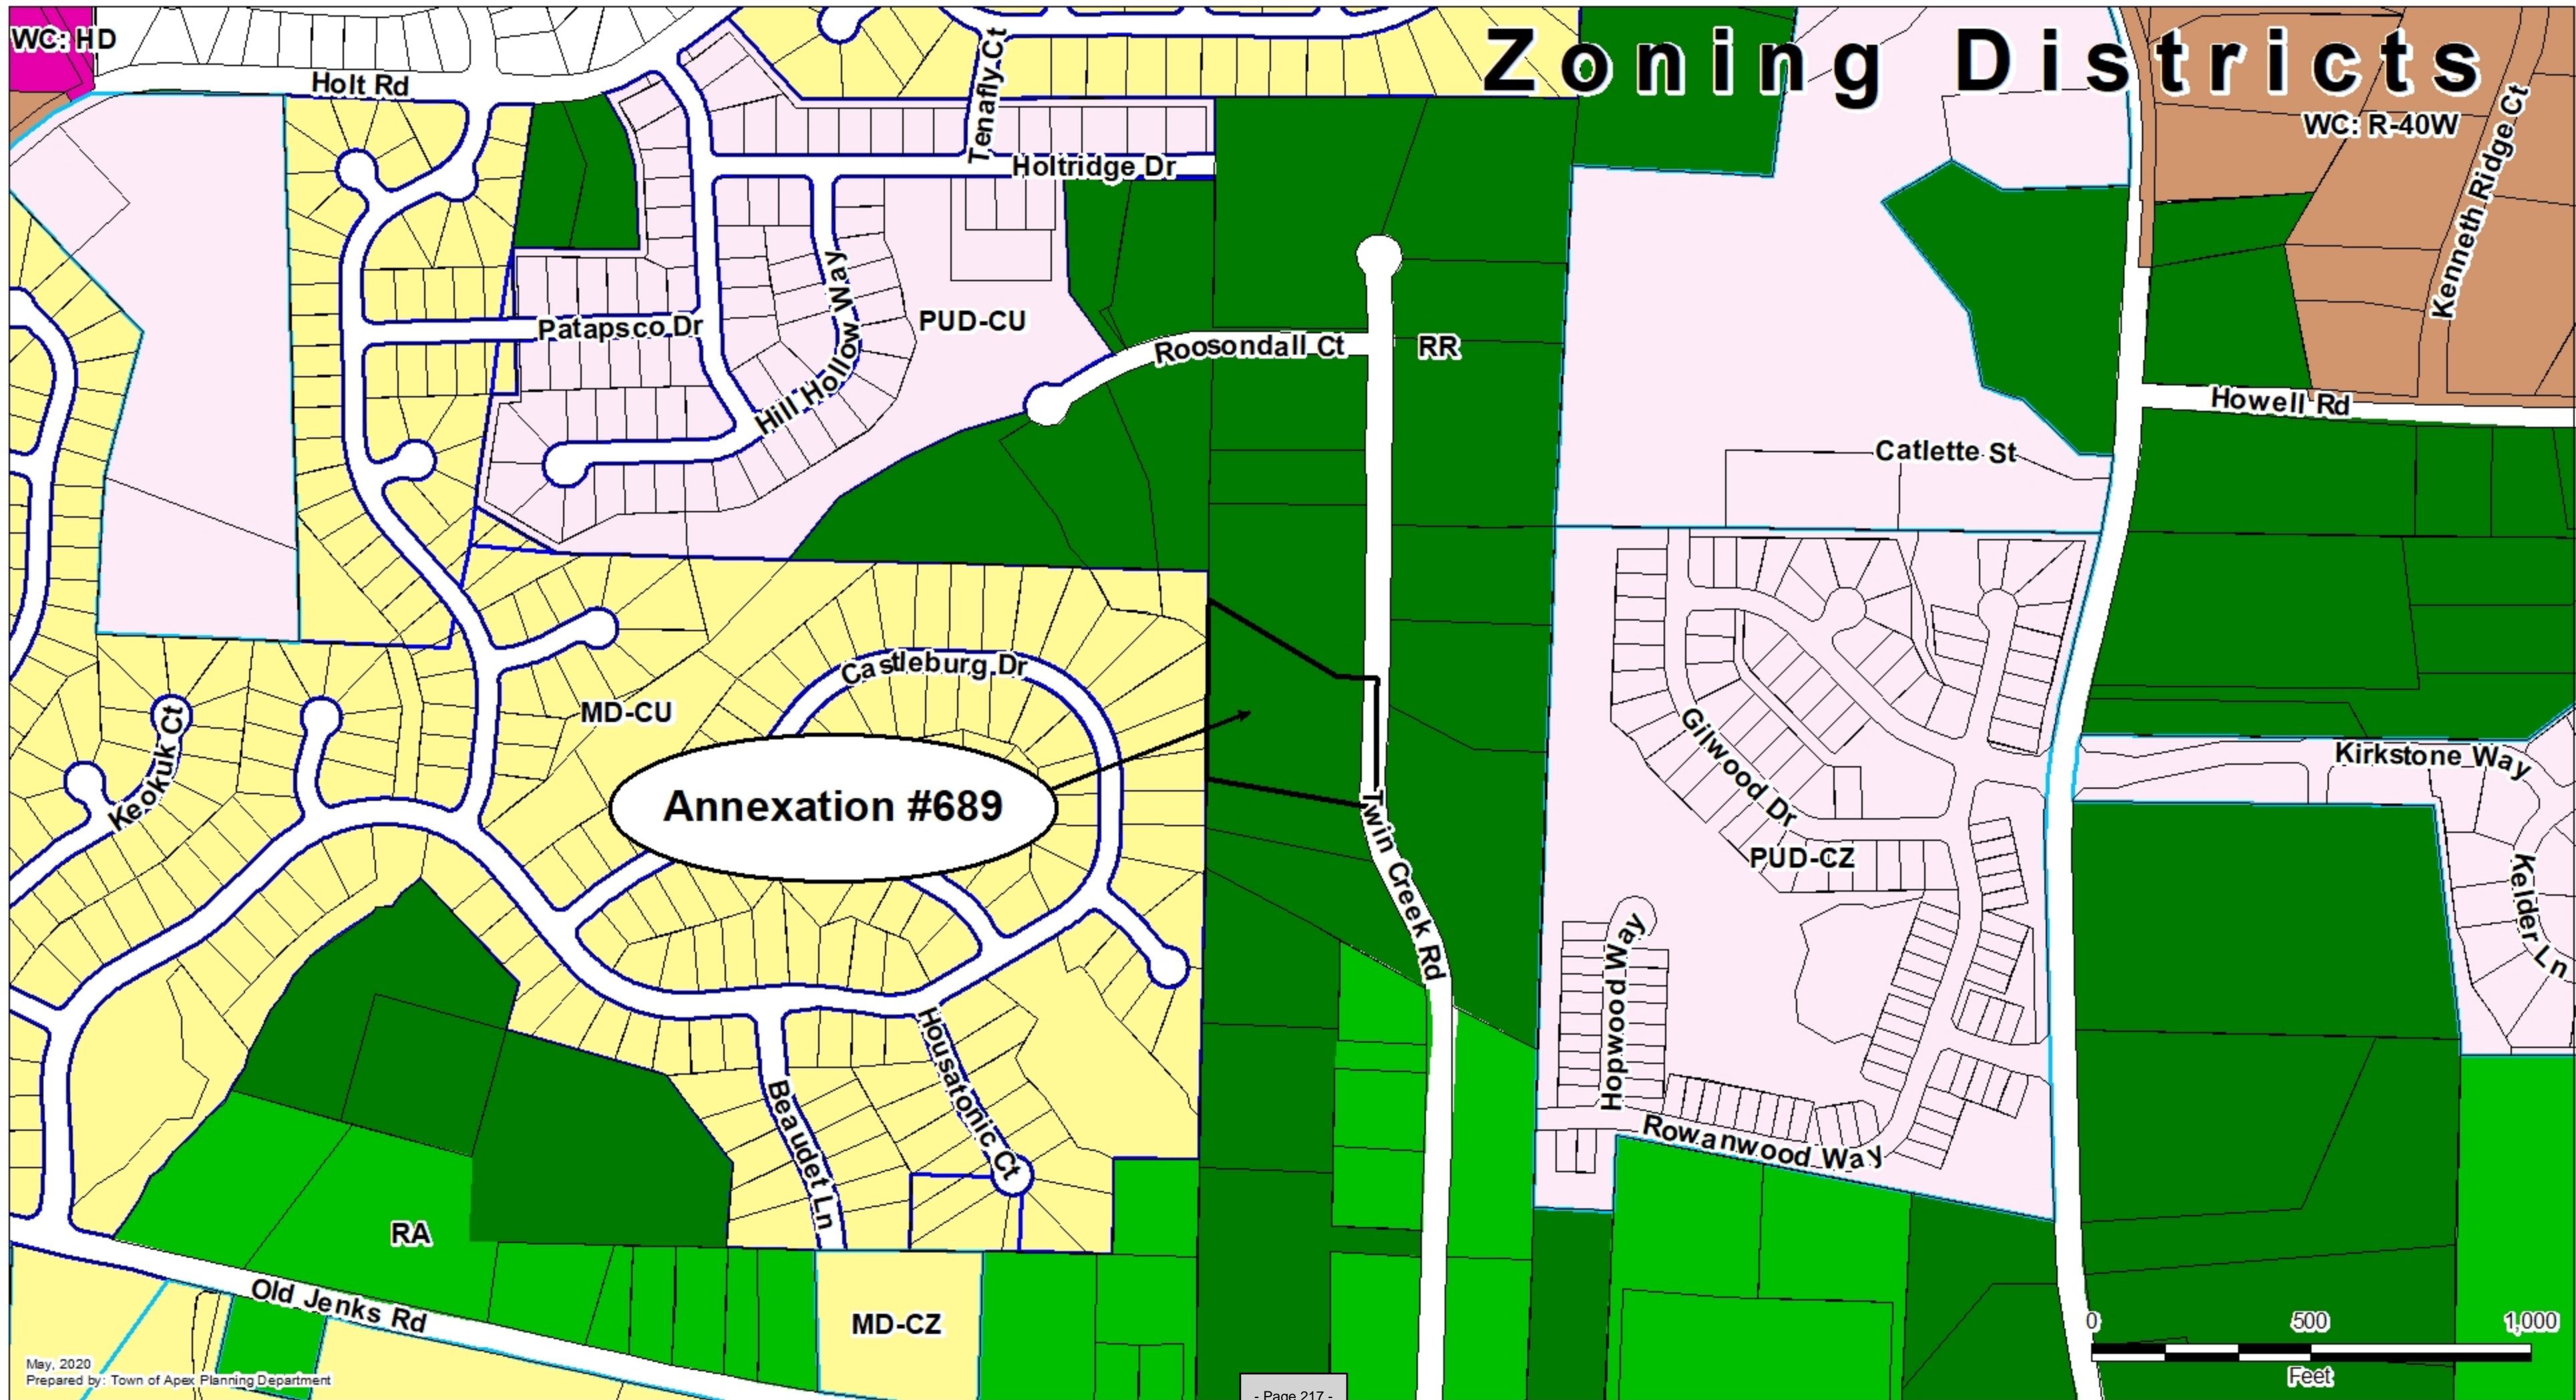 Zoning Districts
WC: HD
Holt Rd
Tenafly Ct
WC: R-40W
Kenneth Ridge Ct
Holtridge Dr
Hill Hollow Way
PUD-CU
Patapsco Dr
Roosondall Ct
RR
Howell Rd
Catlette St
Castleburg Dr
MD-CU
Keokuk Ct
Annexation #689
Twin Creek Rd
Gilwood Dr
Kirkstone Way
PUD-CZ
Kelder Ln
Hopwood Way
Housatonic Ct
Beaudet Ln
Rowanwood Way
RA
Old Jenks Rd
MD-CZ
0 500 1,000
Feet
May, 2020
Prepared by: Town of Apex Planning Department
- Page 217 -